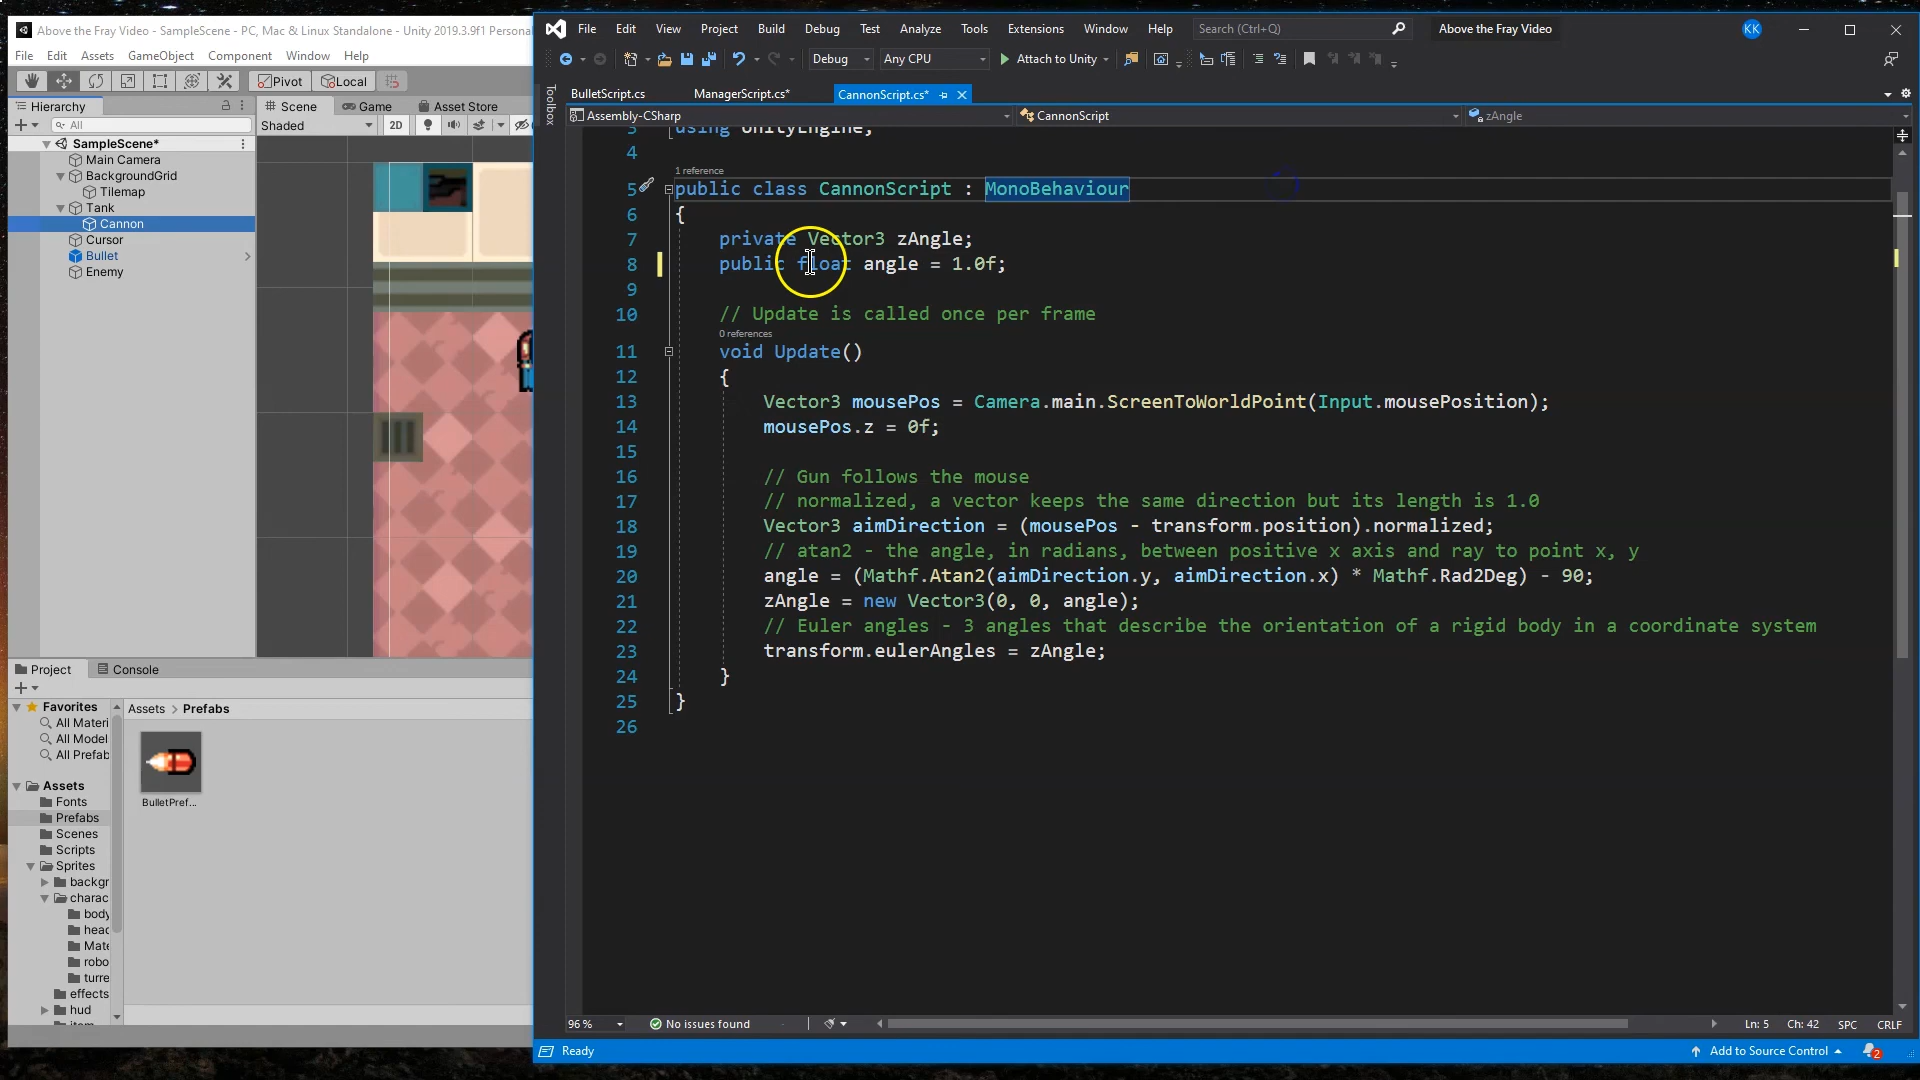 Above the Fray Video - SampleScene - PC, Mac & Linux Standalone - Unity 2019.3.9f1 Personal
File Edit Assets GameObject Component Window Help
Pivot Local
Hierarchy
All
SampleScene*
Main Camera
BackgroundGrid
Tilemap
Tank
Cannon
Cursor
Bullet
Enemy
Scene Game Asset Store
Shaded 2D
Project Console
Favorites
All Materi
All Model
All Prefab
Assets
Fonts
Prefabs
Scenes
Scripts
Sprites
backgr
charac
body
head
Mate
robo
turre
effects
hud
Assets > Prefabs
BulletPref...
File Edit View Project Build Debug Test Analyze Tools Extensions Window Help
Search (Ctrl+Q)
Above the Fray Video
KK
Debug Any CPU Attach to Unity
Toolbox
BulletScript.cs ManagerScript.cs* CannonScript.cs*
Assembly-CSharp CannonScript zAngle
3 using UnityEngine;
4
1 reference
5 public class CannonScript : MonoBehaviour
6 {
7 private Vector3 zAngle;
8 public float angle = 1.0f;
9
10 // Update is called once per frame
0 references
11 void Update()
12 {
13 Vector3 mousePos = Camera.main.ScreenToWorldPoint(Input.mousePosition);
14 mousePos.z = 0f;
15
16 // Gun follows the mouse
17 // normalized, a vector keeps the same direction but its length is 1.0
18 Vector3 aimDirection = (mousePos - transform.position).normalized;
19 // atan2 - the angle, in radians, between positive x axis and ray to point x, y
20 angle = (Mathf.Atan2(aimDirection.y, aimDirection.x) * Mathf.Rad2Deg) - 90;
21 zAngle = new Vector3(0, 0, angle);
22 // Euler angles - 3 angles that describe the orientation of a rigid body in a coordinate system
23 transform.eulerAngles = zAngle;
24 }
25 }
26
96 % No issues found Ln: 5 Ch: 42 SPC CRLF
Ready Add to Source Control 2